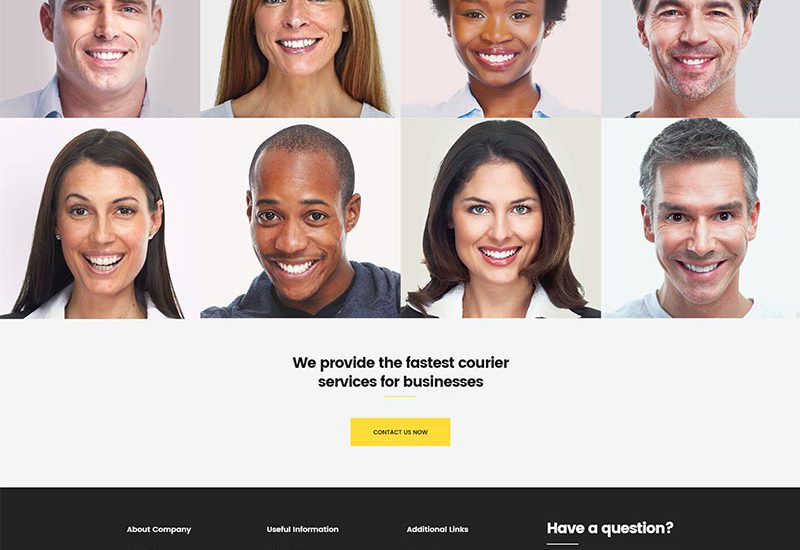 We provide the fastest courier
services for businesses
CONTACT US NOW
About Company
Useful Information
Additional Links
Have a question?